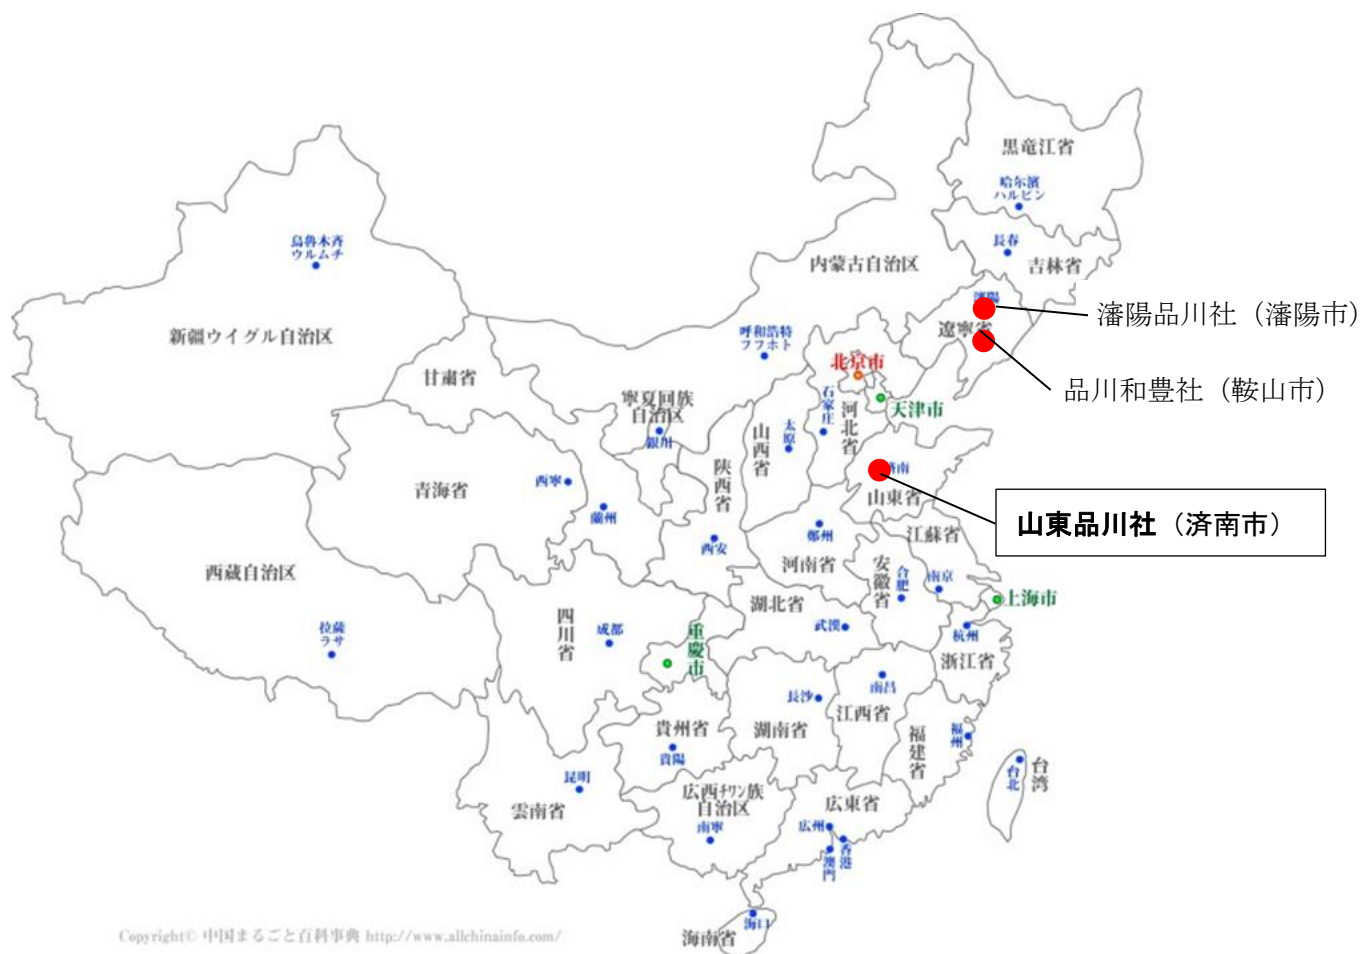 黒竜江省
哈尔濱
ハルビン
長春
吉林省
烏魯木斉
ウルムチ
内蒙古自治区
瀋陽
瀋陽品川社（瀋陽市）
遼寧省
新疆ウイグル自治区
呼和浩特
フフホト
北京市
甘粛省
品川和豊社（鞍山市）
寧夏回族
自治区
銀川
石家庄
河北省
天津市
太原
山西省
陝西省
済南
山東省
青海省
西寧
蘭州
山東品川社（済南市）
西安
鄭州
河南省
江蘇省
安徽省
合肥
南京
西蔵自治区
湖北省
上海市
拉薩
ラサ
四川省
成都
重慶市
武漢
杭州
浙江省
長沙
南昌
江西省
貴州省
貴陽
湖南省
福建省
福州
台湾
台北
昆明
雲南省
広西ﾁﾜﾝ族
自治区
南寧
広東省
広州
香港
澳門
海口
海南省
Copyright© 中国まるごと百科事典 http://www.allchinainfo.com/